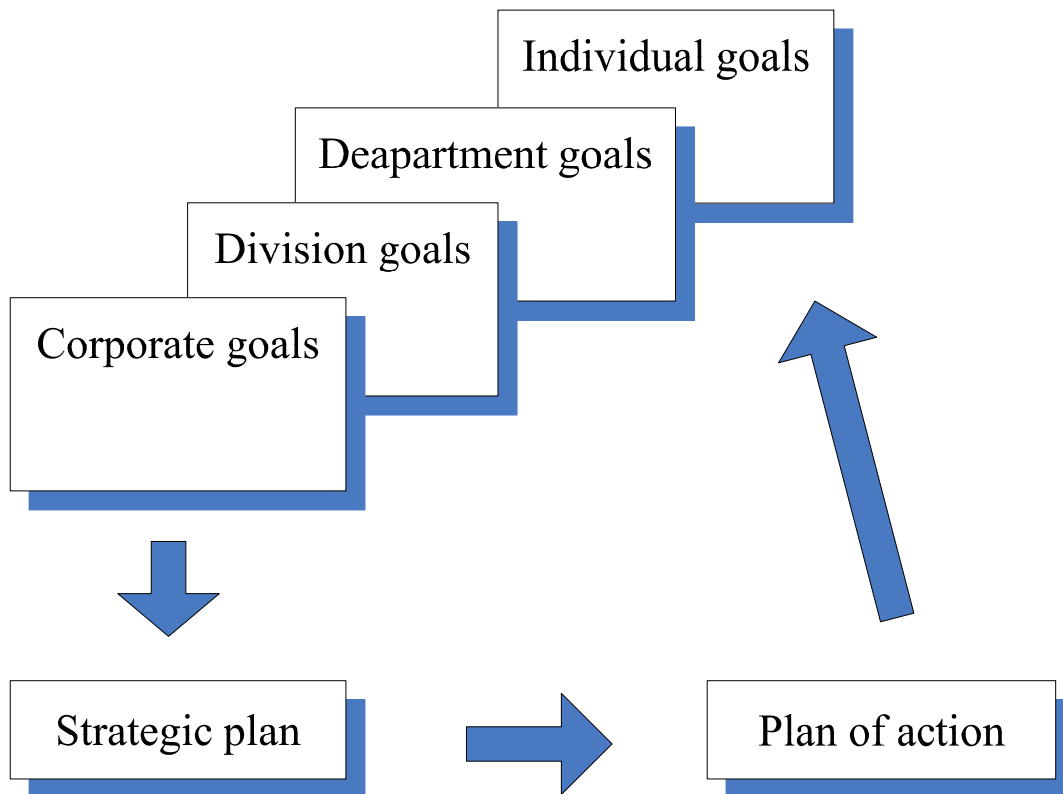 Individual goals
Deapartment goals
Division goals
Corporate goals
Strategic plan
Plan of action